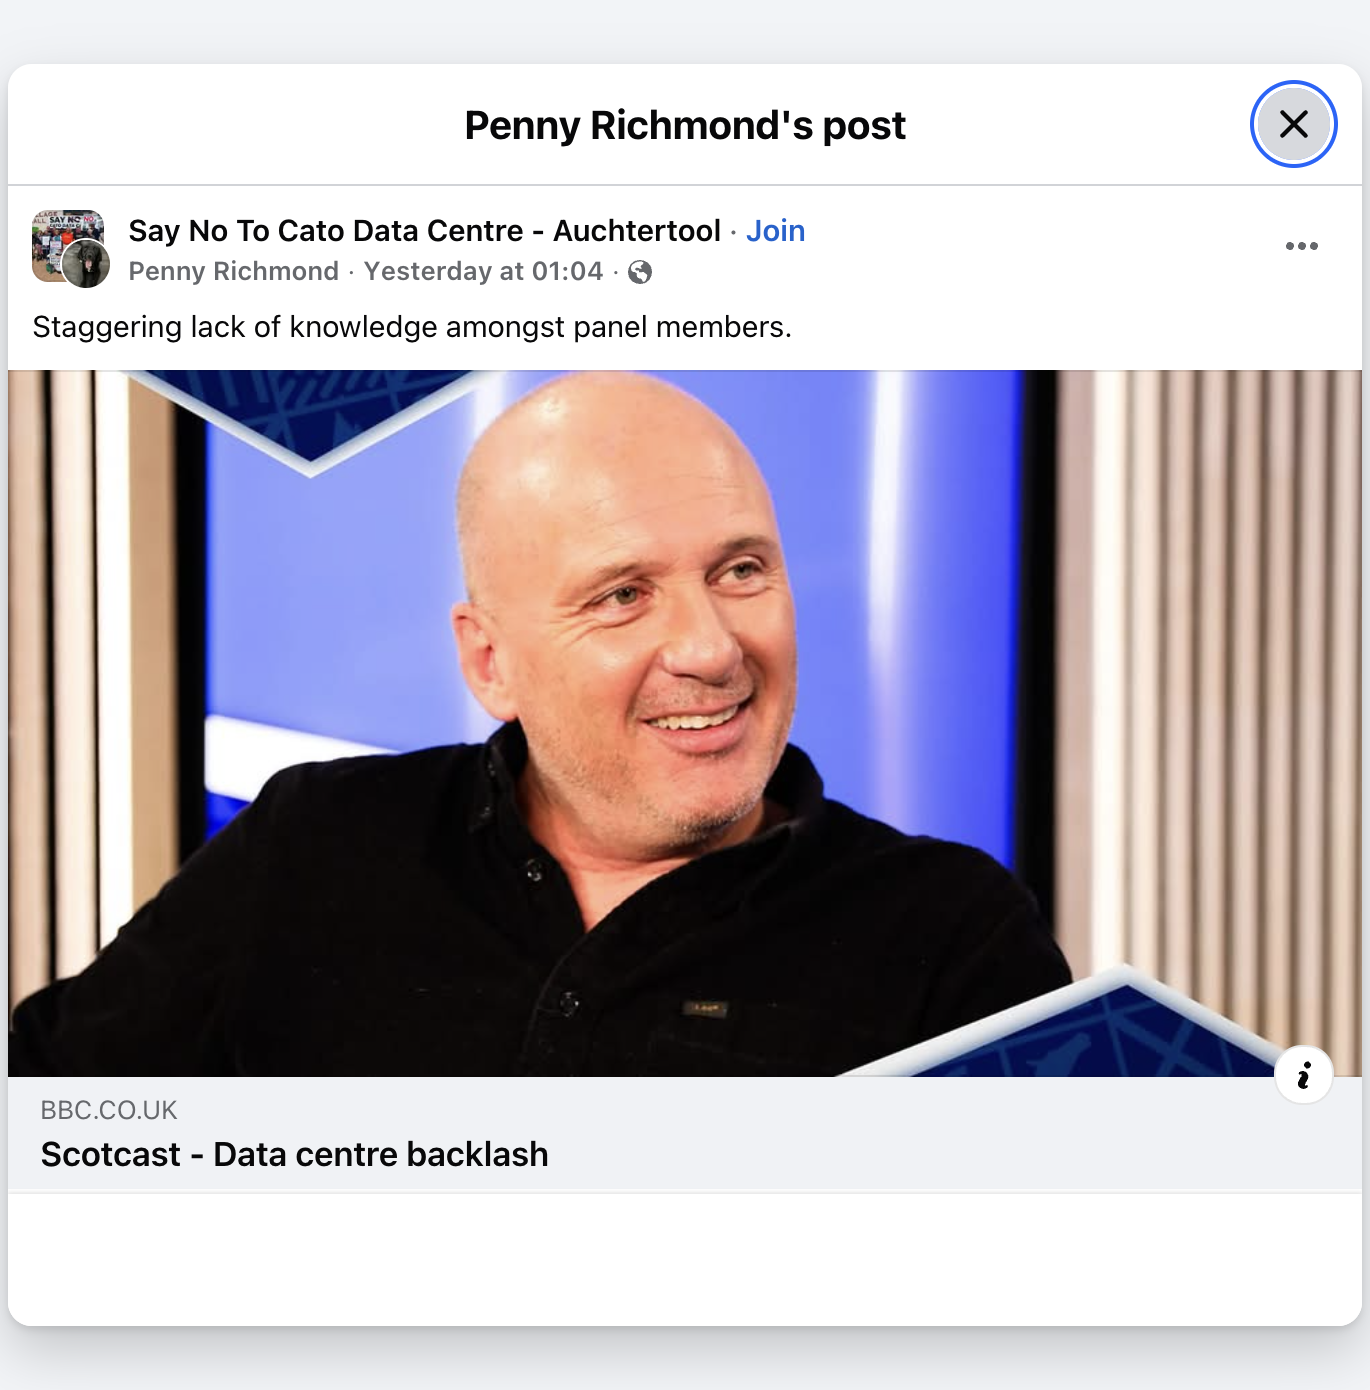 Penny Richmond's post
Say No To Cato Data Centre - Auchtertool · Join
Penny Richmond · Yesterday at 01:04 ·
Staggering lack of knowledge amongst panel members.
BBC.CO.UK
Scotcast - Data centre backlash